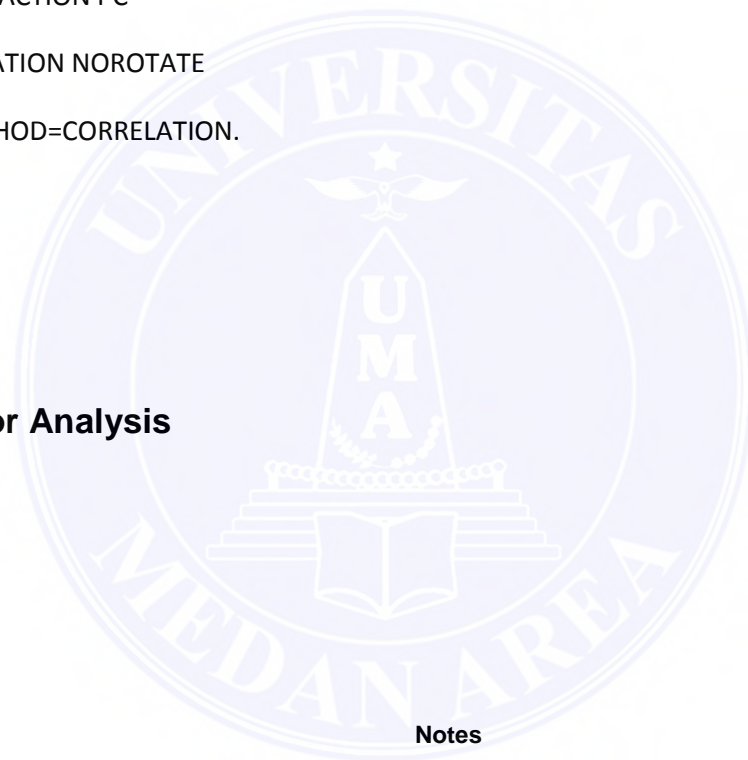 ACTION PC
ATION NOROTATE
HOD=CORRELATION.
UNIVERSITAS
UMA
or Analysis
MEDAN AREA
Notes